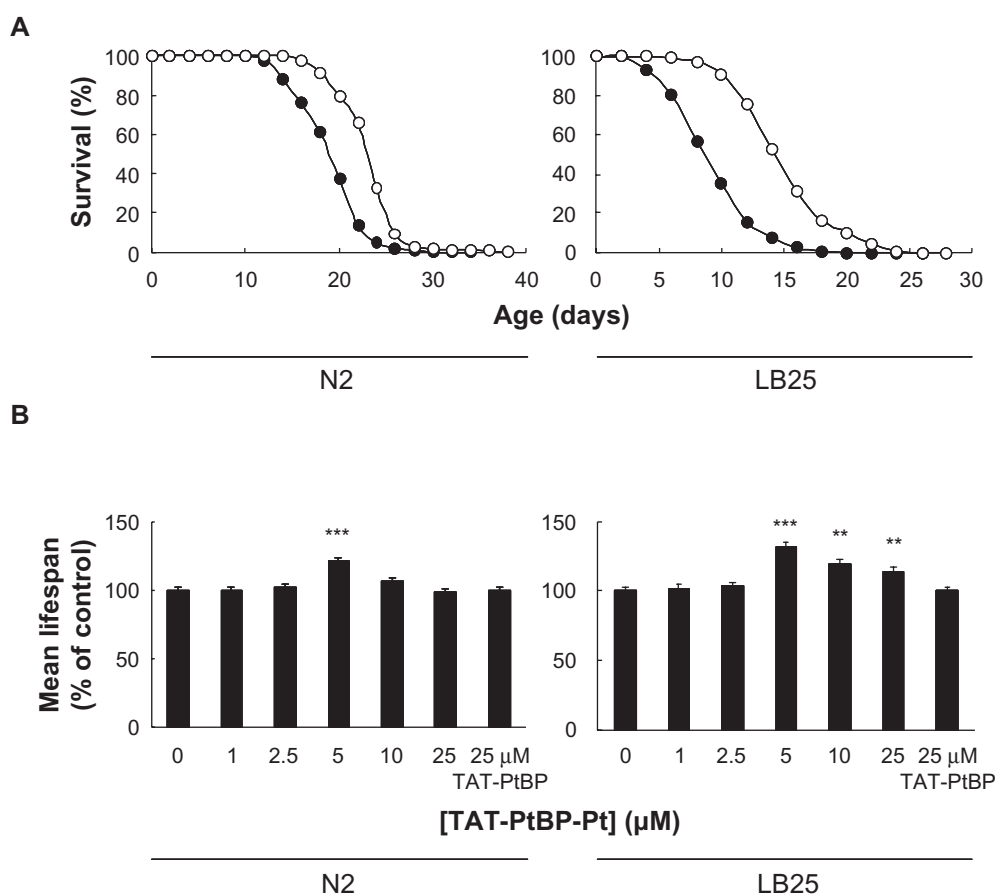 A
Survival (%)
100
80
60
40
20
0
0 10 20 30 40
N2
100
80
60
40
20
0
0 5 10 15 20 25 30
LB25
Age (days)
B
Mean lifespan
(% of control)
150
100
50
0
***
0 1 2.5 5 10 25 25 µM
TAT-PtBP
N2
150
100
50
0
*** ** **
0 1 2.5 5 10 25 25 µM
TAT-PtBP
LB25
[TAT-PtBP-Pt] (µM)